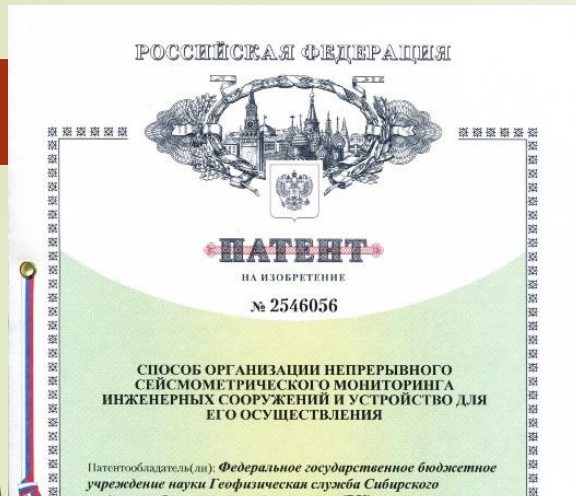 РОССИЙСКАЯ ФЕДЕРАЦИЯ
ПАТЕНТ
НА ИЗОБРЕТЕНИЕ
№ 2546056
СПОСОБ ОРГАНИЗАЦИИ НЕПРЕРЫВНОГО
СЕЙСМОМЕТРИЧЕСКОГО МОНИТОРИНГА
ИНЖЕНЕРНЫХ СООРУЖЕНИЙ И УСТРОЙСТВО ДЛЯ
ЕГО ОСУЩЕСТВЛЕНИЯ
Патентообладатель(ли): Федеральное государственное бюджетное
учреждение науки Геофизическая служба Сибирского